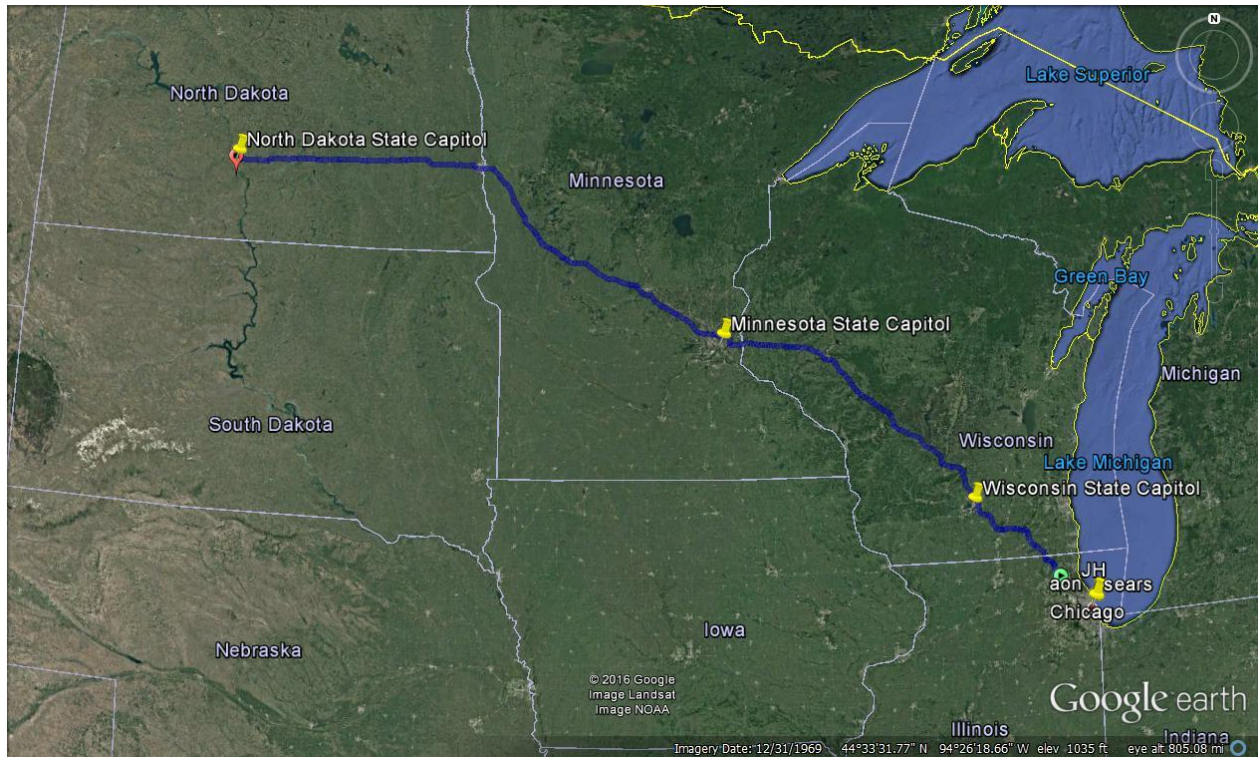 N
Lake Superior
North Dakota
North Dakota State Capitol
Minnesota
Green Bay
Minnesota State Capitol
Michigan
South Dakota
Wisconsin
Lake Michigan
Wisconsin State Capitol
JH
aon sears
Chicago
Iowa
Nebraska
© 2016 Google
Image Landsat
Image NOAA
Google earth
Illinois
Indiana
Imagery Date: 12/31/1969 44°33'31.77" N 94°26'18.66" W elev 1035 ft eye alt 805.08 mi